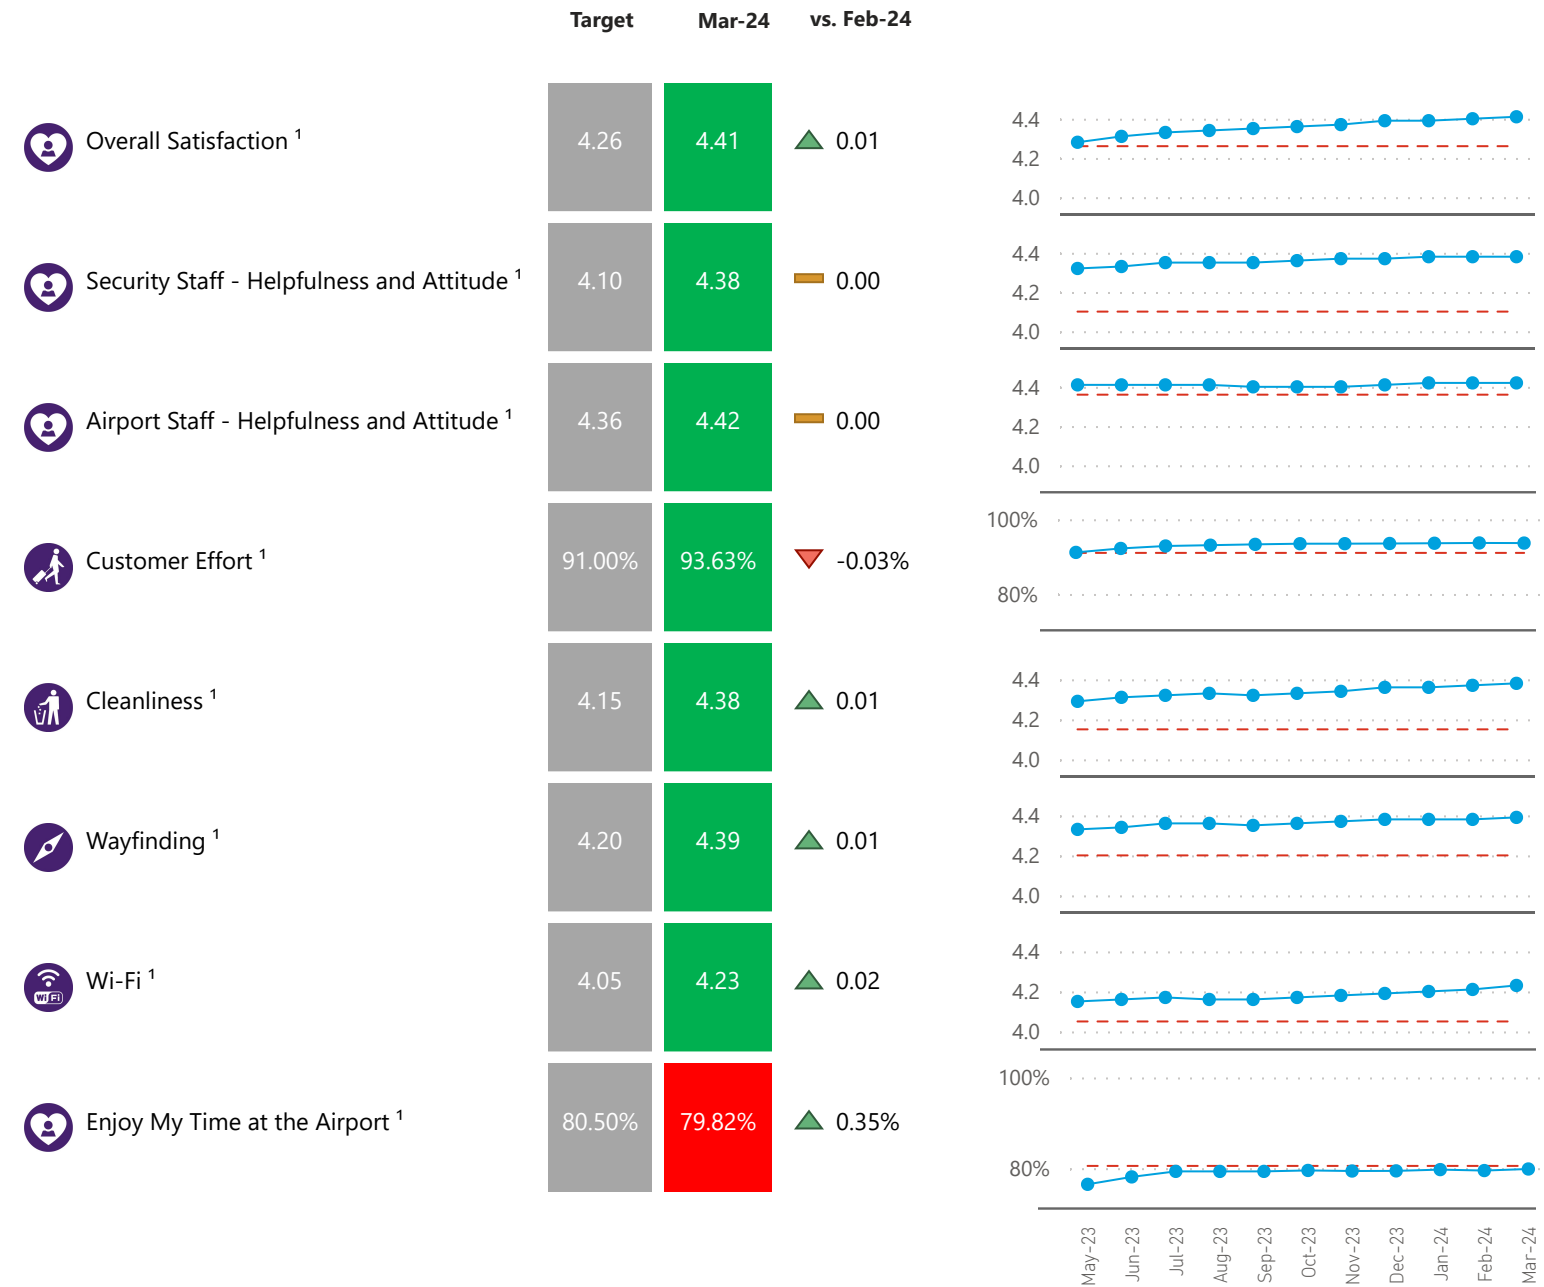 Target Mar-24 vs. Feb-24
Overall Satisfaction ¹ 4.26 4.41 0.01
4.4
4.2
4.0
Security Staff - Helpfulness and Attitude ¹ 4.10 4.38 0.00
4.4
4.2
4.0
Airport Staff - Helpfulness and Attitude ¹ 4.36 4.42 0.00
4.4
4.2
4.0
Customer Effort ¹ 91.00% 93.63% -0.03%
100%
80%
Cleanliness ¹ 4.15 4.38 0.01
4.4
4.2
4.0
Wayfinding ¹ 4.20 4.39 0.01
4.4
4.2
4.0
WiFi
Wi-Fi ¹ 4.05 4.23 0.02
4.4
4.2
4.0
Enjoy My Time at the Airport ¹ 80.50% 79.82% 0.35%
100%
80%
May-23
Jun-23
Jul-23
Aug-23
Sep-23
Oct-23
Nov-23
Dec-23
Jan-24
Feb-24
Mar-24